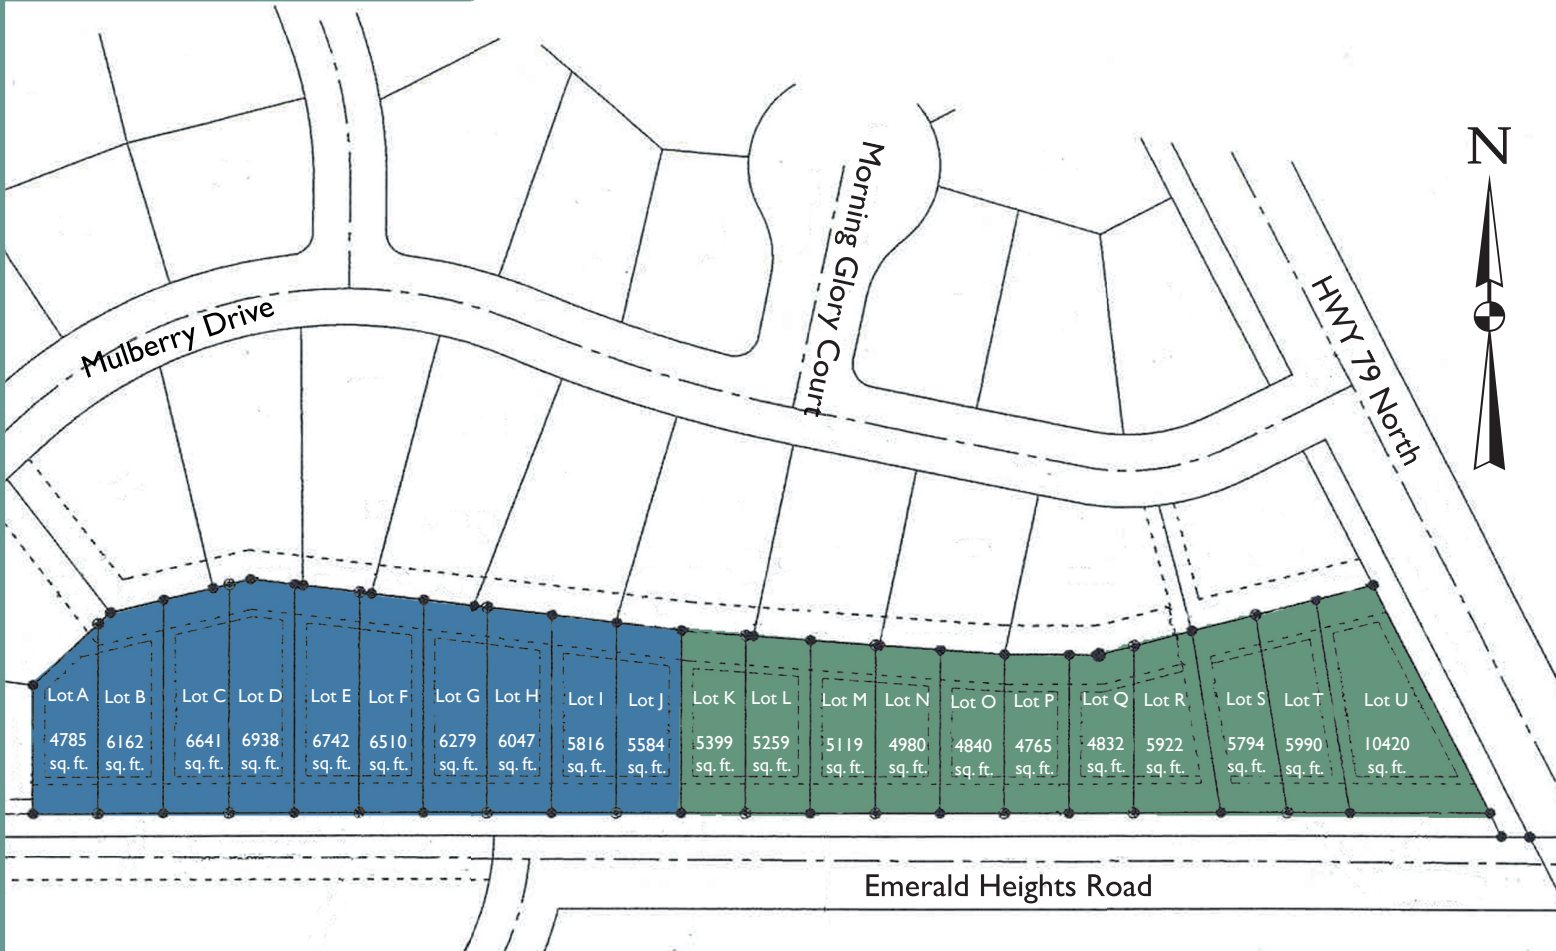 N
Morning Glory Court
HWY 79 North
Mulberry Drive
Lot A
4785
sq. ft.
Lot B
6162
sq. ft.
Lot C
6641
sq. ft.
Lot D
6938
sq. ft.
Lot E
6742
sq. ft.
Lot F
6510
sq. ft.
Lot G
6279
sq. ft.
Lot H
6047
sq. ft.
Lot I
5816
sq. ft.
Lot J
5584
sq. ft.
Lot K
5399
sq. ft.
Lot L
5259
sq. ft.
Lot M
5119
sq. ft.
Lot N
4980
sq. ft.
Lot O
4840
sq. ft.
Lot P
4765
sq. ft.
Lot Q
4832
sq. ft.
Lot R
5922
sq. ft.
Lot S
5794
sq. ft.
Lot T
5990
sq. ft.
Lot U
10420
sq. ft.
Emerald Heights Road